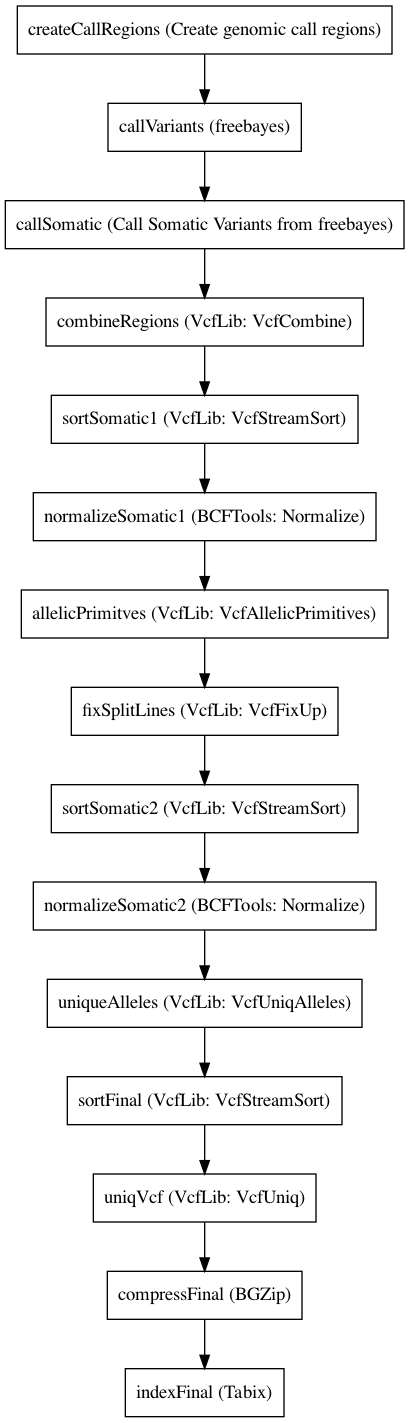 createCallRegions (Create genomic call regions)
callVariants (freebayes)
callSomatic (Call Somatic Variants from freebayes)
combineRegions (VcfLib: VcfCombine)
sortSomatic1 (VcfLib: VcfStreamSort)
normalizeSomatic1 (BCFTools: Normalize)
allelicPrimitves (VcfLib: VcfAllelicPrimitives)
fixSplitLines (VcfLib: VcfFixUp)
sortSomatic2 (VcfLib: VcfStreamSort)
normalizeSomatic2 (BCFTools: Normalize)
uniqueAlleles (VcfLib: VcfUniqAlleles)
sortFinal (VcfLib: VcfStreamSort)
uniqVcf (VcfLib: VcfUniq)
compressFinal (BGZip)
indexFinal (Tabix)